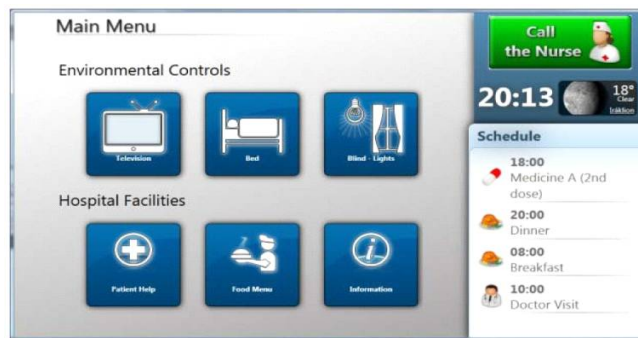 Main Menu
Environmental Controls
Television
Bed
Blind - Lights
Hospital Facilities
Patient Help
Food Menu
Information
Call
the Nurse
20:13
18°
Clear
Iráklion
Schedule
18:00
Medicine A (2nd
dose)
20:00
Dinner
08:00
Breakfast
10:00
Doctor Visit